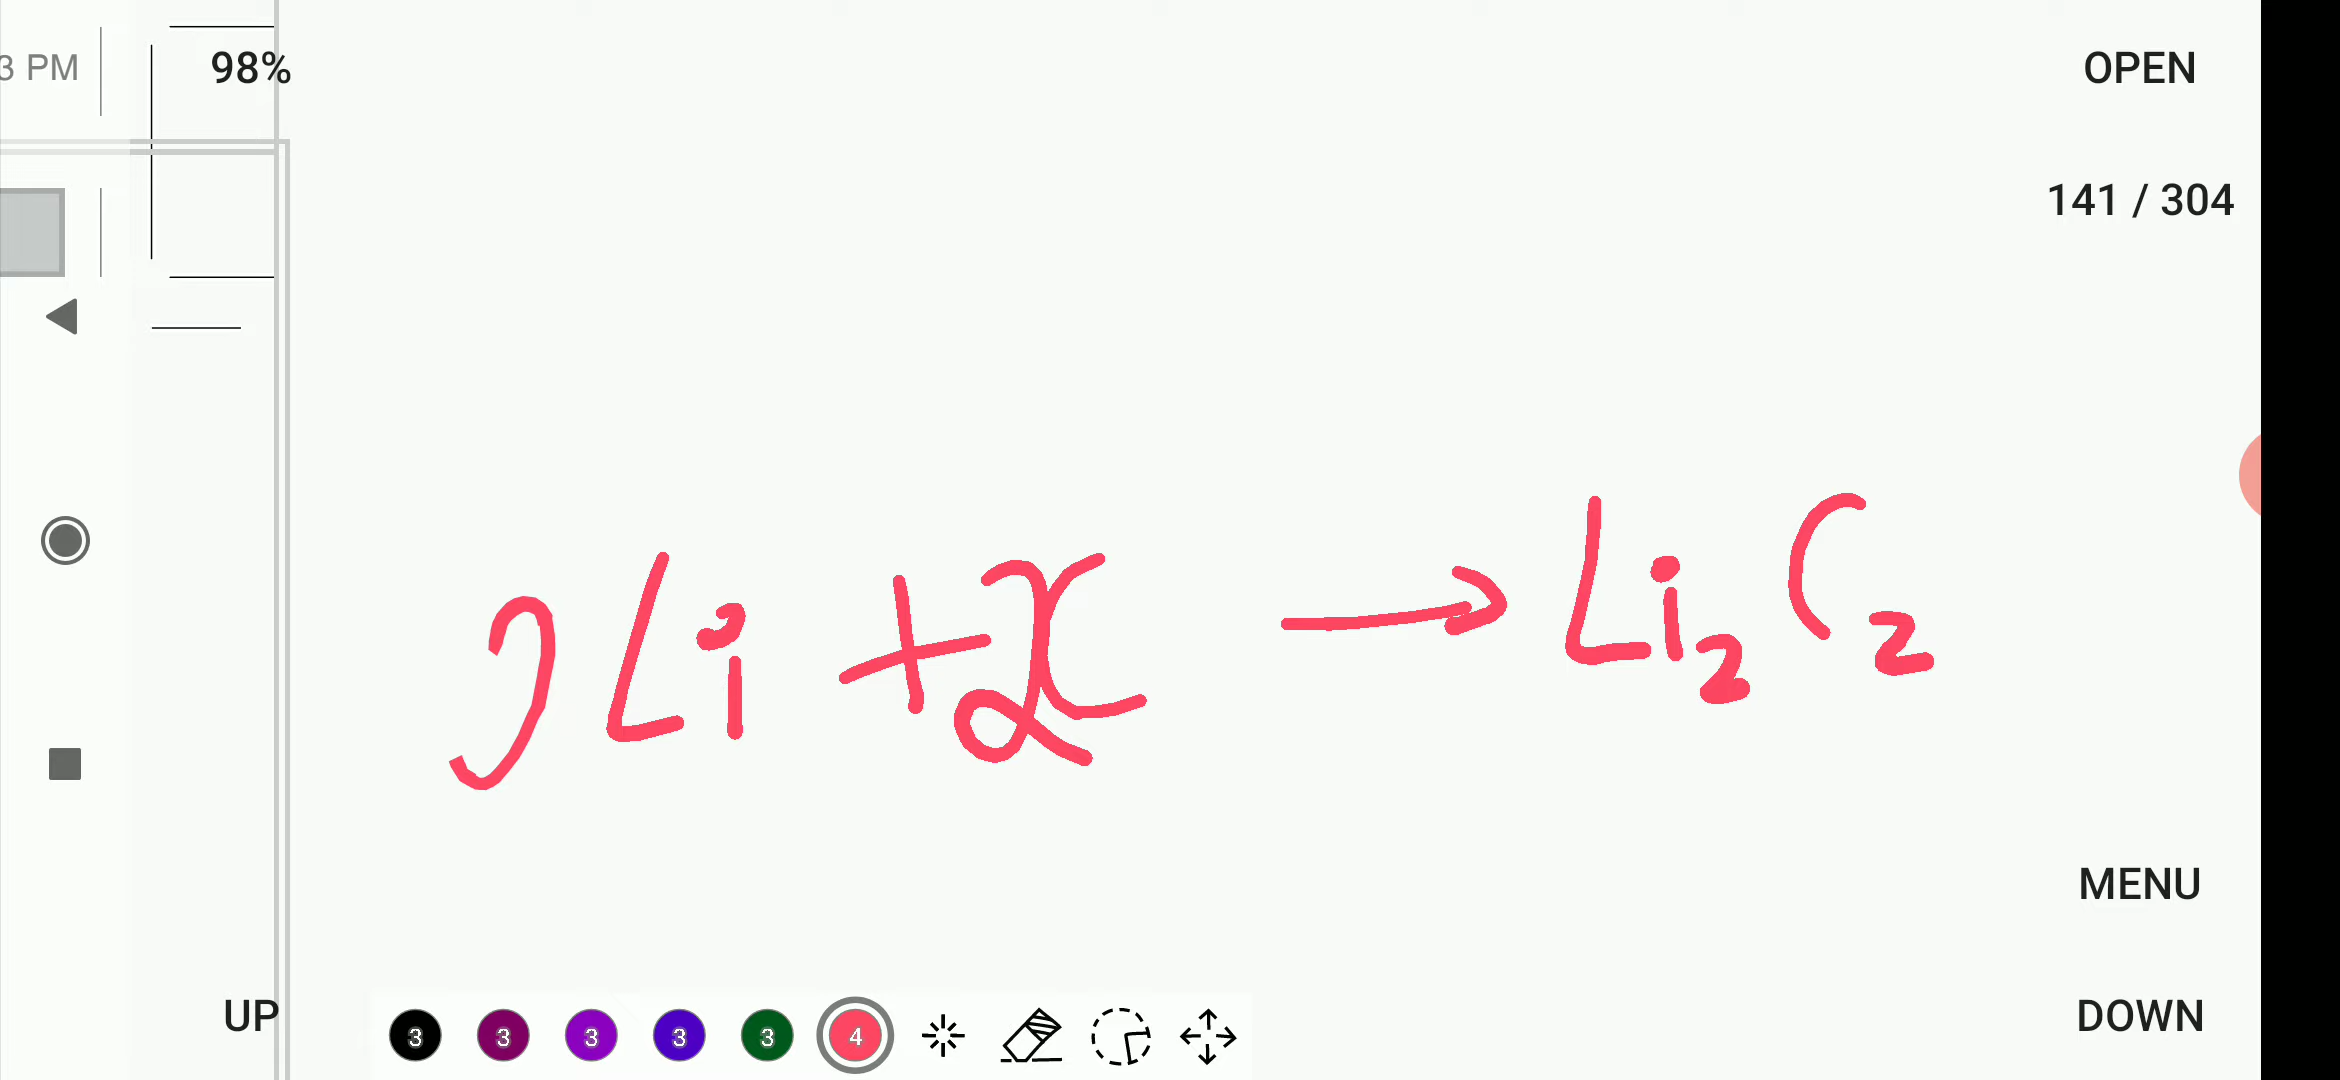 3 PM
98%
OPEN
141 / 304
2Li + 2C → Li₂C₂
MENU
UP
DOWN
3 3 3 3 3 4